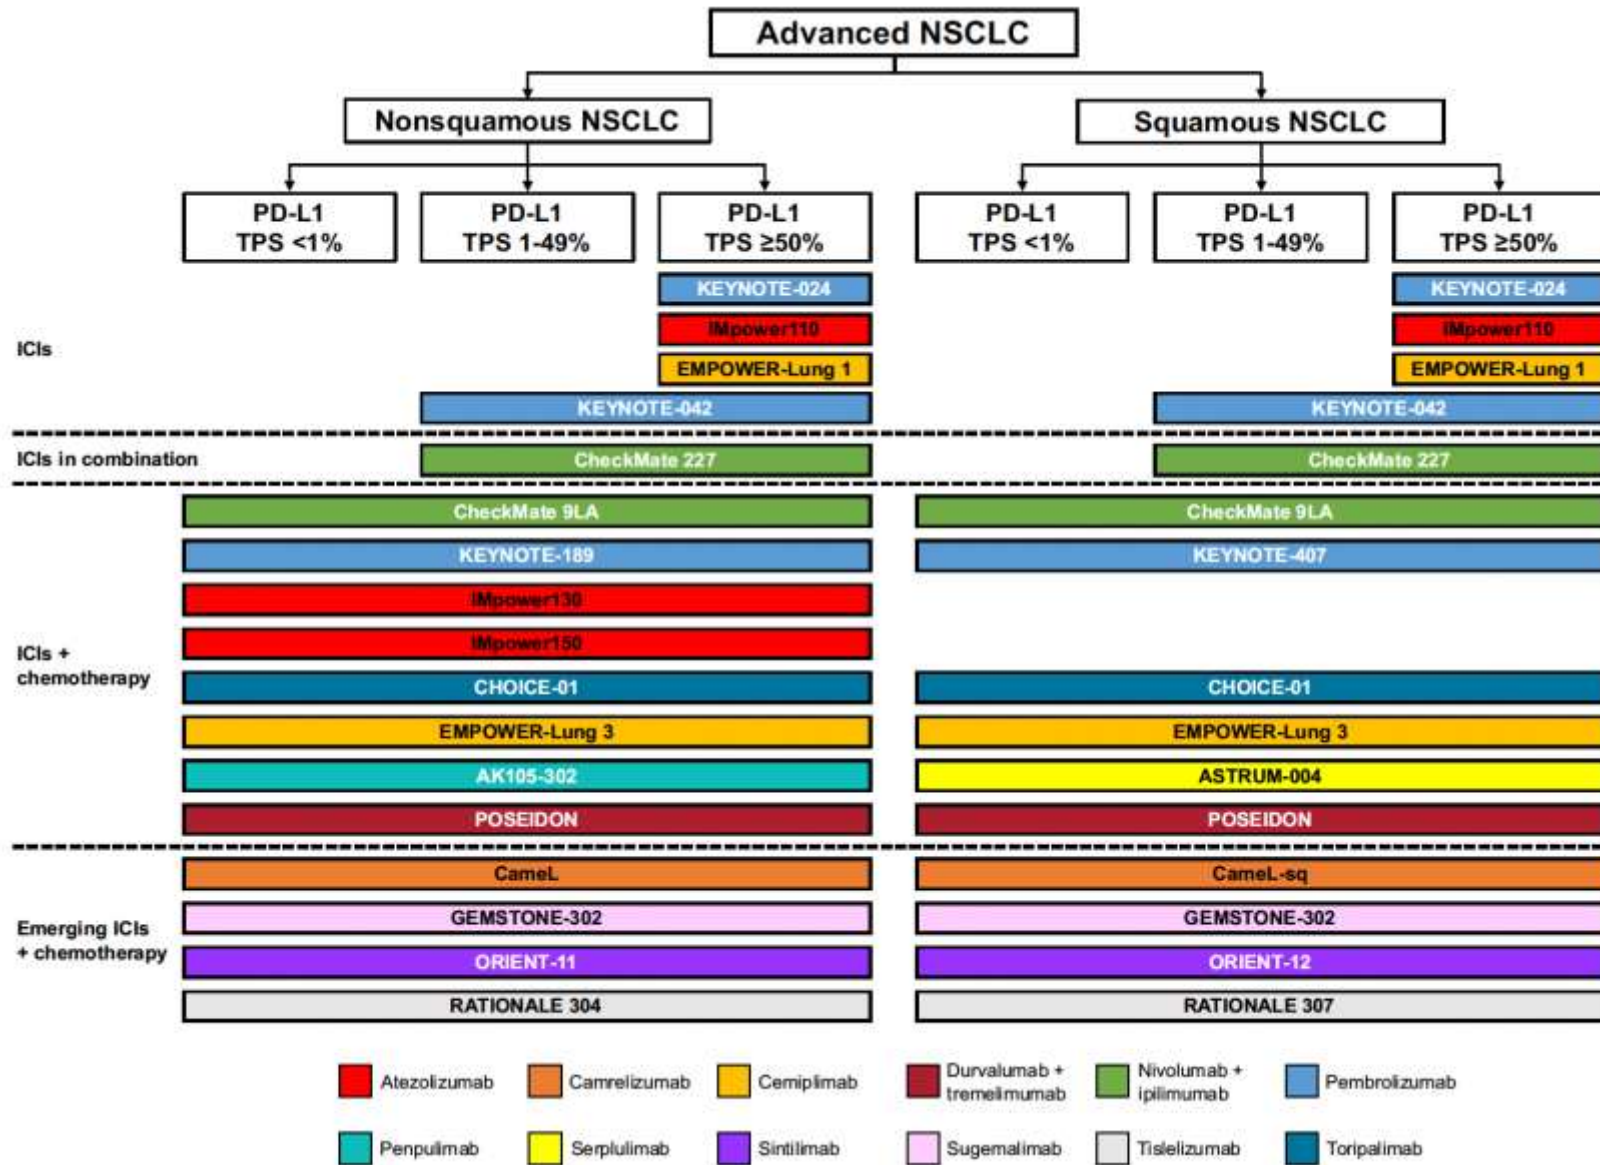 Advanced NSCLC
Nonsquamous NSCLC
Squamous NSCLC
PD-L1
TPS <1%
PD-L1
TPS 1-49%
PD-L1
TPS ≥50%
PD-L1
TPS <1%
PD-L1
TPS 1-49%
PD-L1
TPS ≥50%
ICIs
KEYNOTE-024
KEYNOTE-024
IMpower110
IMpower110
EMPOWER-Lung 1
EMPOWER-Lung 1
KEYNOTE-042
KEYNOTE-042
ICIs in combination
CheckMate 227
CheckMate 227
ICIs +
chemotherapy
CheckMate 9LA
CheckMate 9LA
KEYNOTE-189
KEYNOTE-407
IMpower130
IMpower150
CHOICE-01
CHOICE-01
EMPOWER-Lung 3
EMPOWER-Lung 3
AK105-302
ASTRUM-004
POSEIDON
POSEIDON
Emerging ICIs
+ chemotherapy
CameL
CameL-sq
GEMSTONE-302
GEMSTONE-302
ORIENT-11
ORIENT-12
RATIONALE 304
RATIONALE 307
Atezolizumab
Camrelizumab
Cemiplimab
Durvalumab +
tremelimumab
Nivolumab +
ipilimumab
Pembrolizumab
Penpulimab
Serplulimab
Sintilimab
Sugemalimab
Tislelizumab
Toripalimab